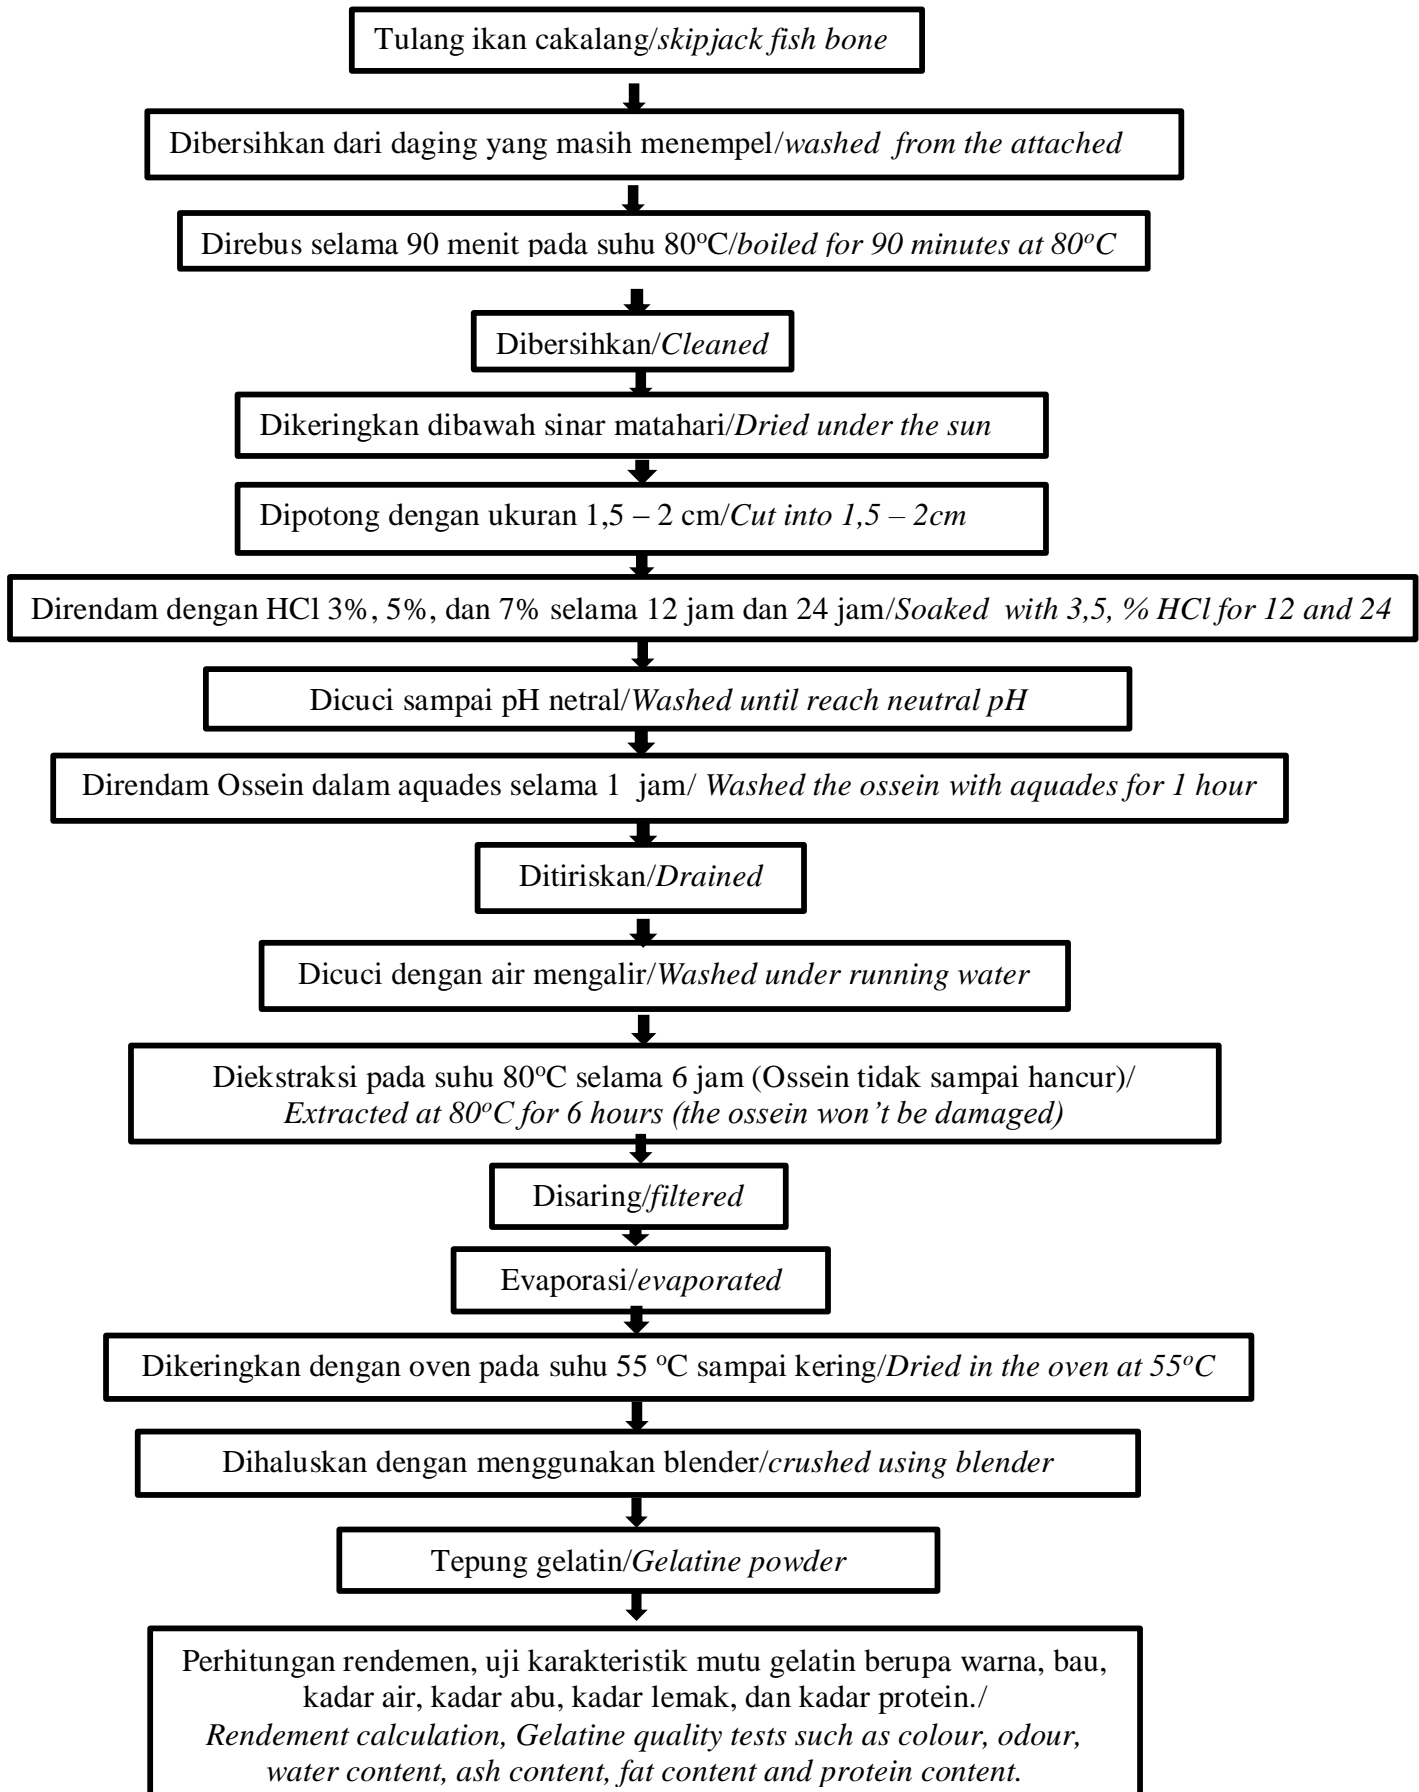 Tulang ikan cakalang/skipjack fish bone
Dibersihkan dari daging yang masih menempel/washed from the attached
Direbus selama 90 menit pada suhu 80°C/boiled for 90 minutes at 80°C
Dibersihkan/Cleaned
Dikeringkan dibawah sinar matahari/Dried under the sun
Dipotong dengan ukuran 1,5 – 2 cm/Cut into 1,5 – 2cm
Direndam dengan HCl 3%, 5%, dan 7% selama 12 jam dan 24 jam/Soaked with 3,5, % HCl for 12 and 24
Dicuci sampai pH netral/Washed until reach neutral pH
Direndam Ossein dalam aquades selama 1 jam/ Washed the ossein with aquades for 1 hour
Ditiriskan/Drained
Dicuci dengan air mengalir/Washed under running water
Diekstraksi pada suhu 80°C selama 6 jam (Ossein tidak sampai hancur)/
Extracted at 80°C for 6 hours (the ossein won’t be damaged)
Disaring/filtered
Evaporasi/evaporated
Dikeringkan dengan oven pada suhu 55 °C sampai kering/Dried in the oven at 55°C
Dihaluskan dengan menggunakan blender/crushed using blender
Tepung gelatin/Gelatine powder
Perhitungan rendemen, uji karakteristik mutu gelatin berupa warna, bau,
kadar air, kadar abu, kadar lemak, dan kadar protein./
Rendement calculation, Gelatine quality tests such as colour, odour,
water content, ash content, fat content and protein content.